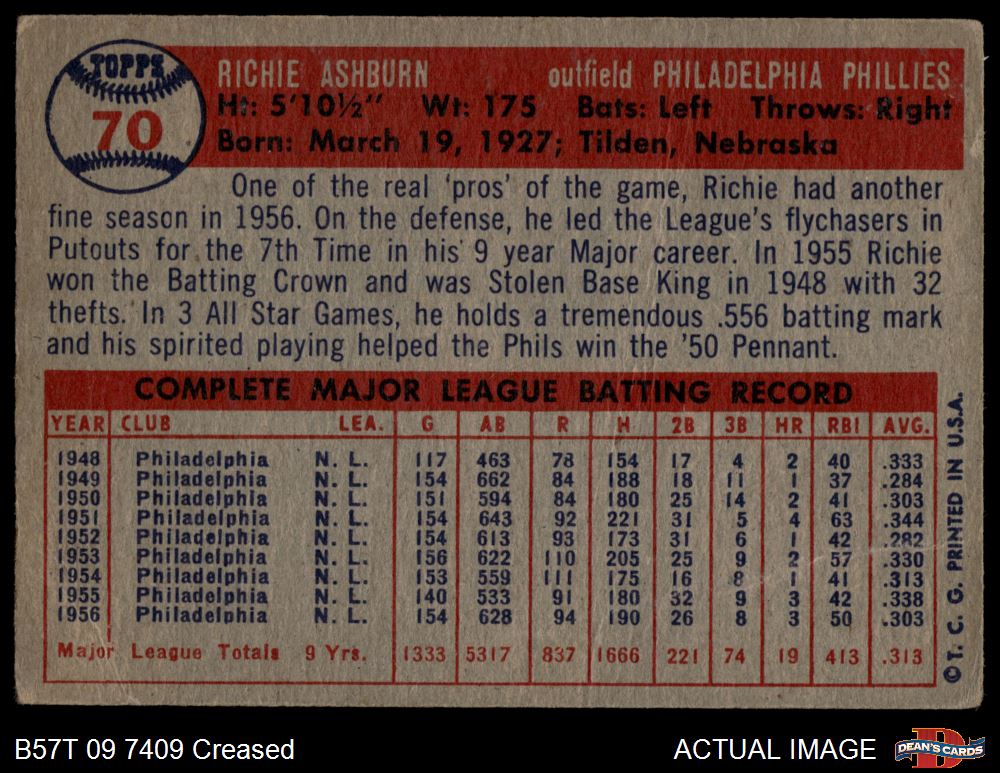 TOPPS
70
RICHIE ASHBURN outfield PHILADELPHIA PHILLIES
Ht: 5'10½" Wt: 175 Bats: Left Throws: Right
Born: March 19, 1927; Tilden, Nebraska
One of the real 'pros' of the game, Richie had another
fine season in 1956. On the defense, he led the League's flychasers in
Putouts for the 7th Time in his 9 year Major career. In 1955 Richie
won the Batting Crown and was Stolen Base King in 1948 with 32
thefts. In 3 All Star Games, he holds a tremendous .556 batting mark
and his spirited playing helped the Phils win the '50 Pennant.
COMPLETE MAJOR LEAGUE BATTING RECORD
YEAR CLUB LEA. G AB R H 2B 3B HR RBI AVG.
1948 Philadelphia N. L. 117 463 78 154 17 4 2 40 .333
1949 Philadelphia N. L. 154 662 84 188 18 11 1 37 .284
1950 Philadelphia N. L. 151 594 84 180 25 14 2 41 .303
1951 Philadelphia N. L. 154 643 92 221 31 5 4 63 .344
1952 Philadelphia N. L. 154 613 93 173 31 6 1 42 .282
1953 Philadelphia N. L. 156 622 110 205 25 9 2 57 .330
1954 Philadelphia N. L. 153 559 111 175 16 8 1 41 .313
1955 Philadelphia N. L. 140 533 91 180 32 9 3 42 .338
1956 Philadelphia N. L. 154 628 94 190 26 8 3 50 .303
Major League Totals 9 Yrs. 1333 5317 837 1666 221 74 19 413 .313
© T. C. G. PRINTED IN U.S.A.
B57T 09 7409 Creased
ACTUAL IMAGE
B
DEAN'S CARDS